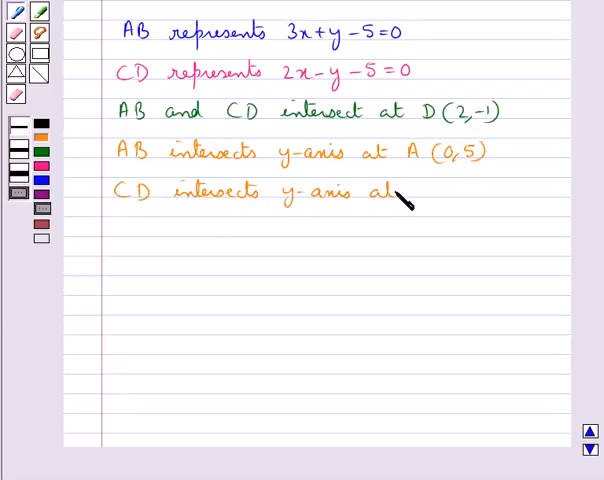 AB represents 3x+y-5=0
CD represents 2x-y-5=0
AB and CD intersect at D(2,-1)
AB intersects y-axis at A (0,5)
CD intersects y-axis at